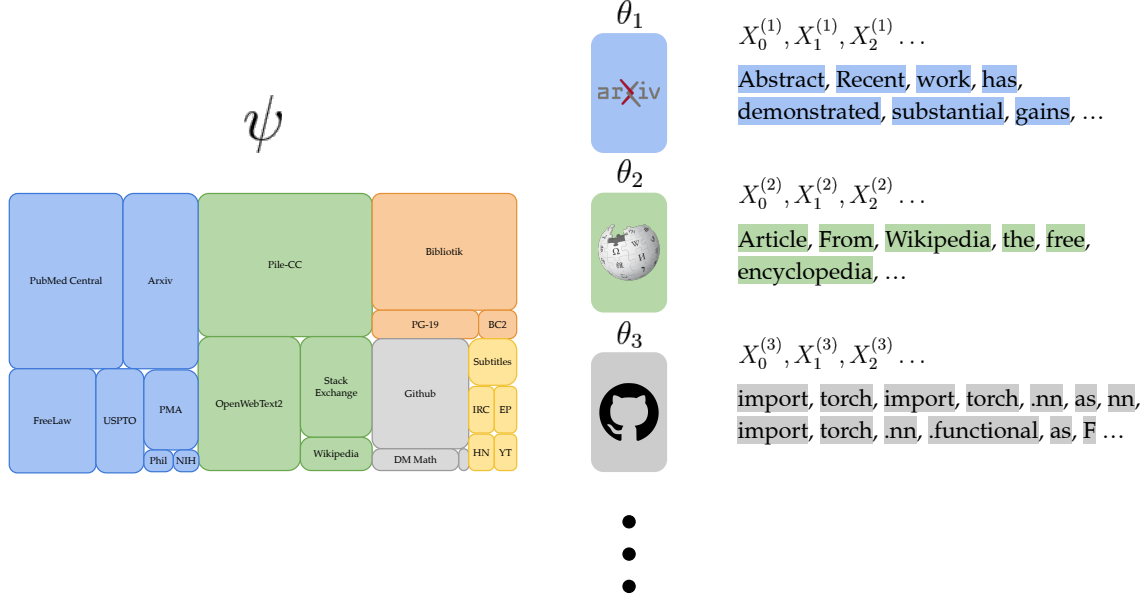 ψ
PubMed Central
Arxiv
Pile-CC
Bibliotik
PG-19
BC2
FreeLaw
USPTO
PMA
Phil
NIH
OpenWebText2
Stack
Exchange
Wikipedia
Github
DM Math
Subtitles
IRC
EP
HN
YT
θ₁
arXiv
X₀⁽¹⁾, X₁⁽¹⁾, X₂⁽¹⁾ …
Abstract, Recent, work, has,
demonstrated, substantial, gains, …
θ₂
Ω W И
X₀⁽²⁾, X₁⁽²⁾, X₂⁽²⁾ …
Article, From, Wikipedia, the, free,
encyclopedia, …
θ₃
X₀⁽³⁾, X₁⁽³⁾, X₂⁽³⁾ …
import, torch, import, torch, .nn, as, nn,
import, torch, .nn, .functional, as, F …